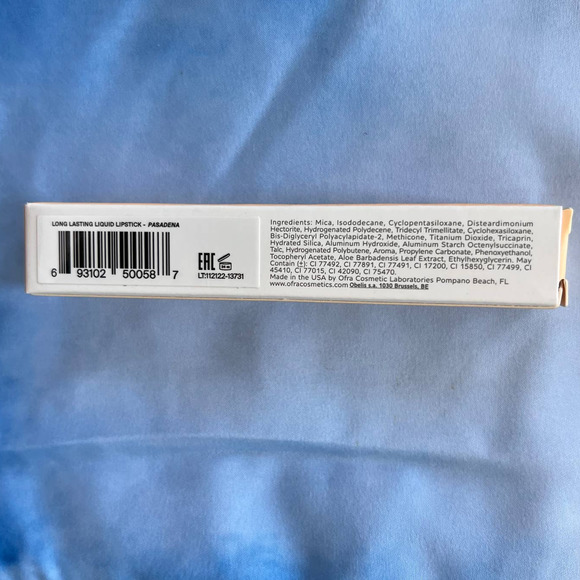 LONG LASTING LIQUID LIPSTICK - PASADENA
6 93102 50058 7
EAC
LT:112122-13731
Ingredients: Mica, Isododecane, Cyclopentasiloxane, Disteardimonium
Hectorite, Hydrogenated Polydecene, Tridecyl Trimellitate, Cyclohexasiloxane,
Bis-Diglyceryl Polyacyladipate-2, Methicone, Titanium Dioxide, Tricaprin,
Hydrated Silica, Aluminum Hydroxide, Aluminum Starch Octenylsuccinate,
Talc, Hydrogenated Polybutene, Aroma, Propylene Carbonate, Phenoxyethanol,
Tocopheryl Acetate, Aloe Barbadensis Leaf Extract, Ethylhexyglycerin. May
Contain (±): CI 77492, CI 77891, CI 77491, CI 17200, CI 15850, CI 77499, CI
45410, CI 77015, CI 42090, CI 75470.
Made in the USA by Ofra Cosmetic Laboratories Pompano Beach, FL
www.ofracosmetics.com Obelis s.a. 1030 Brussels, BE